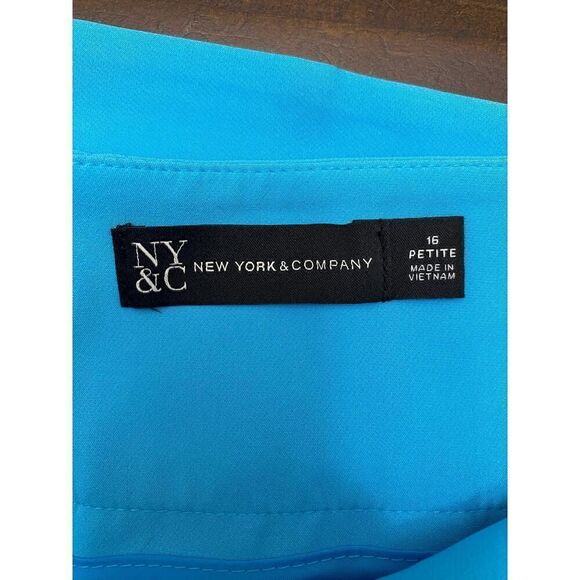 NY
&C
NEW YORK & COMPANY
16
PETITE
MADE IN
VIETNAM